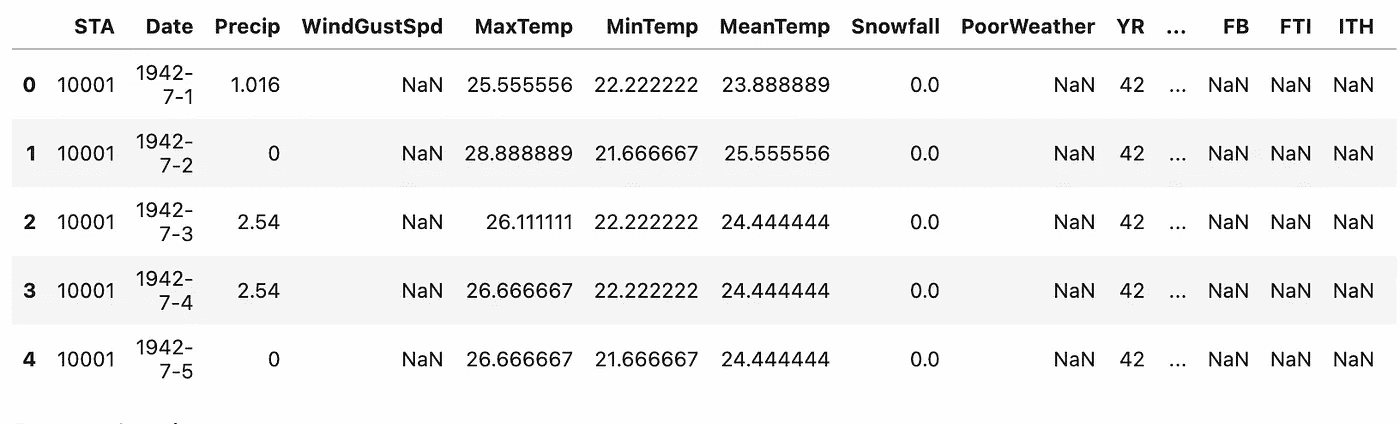 STA Date Precip WindGustSpd MaxTemp MinTemp MeanTemp Snowfall PoorWeather YR ... FB FTI ITH
0 10001 1942-7-1 1.016 NaN 25.555556 22.222222 23.888889 0.0 NaN 42 ... NaN NaN NaN
1 10001 1942-7-2 0 NaN 28.888889 21.666667 25.555556 0.0 NaN 42 ... NaN NaN NaN
2 10001 1942-7-3 2.54 NaN 26.111111 22.222222 24.444444 0.0 NaN 42 ... NaN NaN NaN
3 10001 1942-7-4 2.54 NaN 26.666667 22.222222 24.444444 0.0 NaN 42 ... NaN NaN NaN
4 10001 1942-7-5 0 NaN 26.666667 21.666667 24.444444 0.0 NaN 42 ... NaN NaN NaN